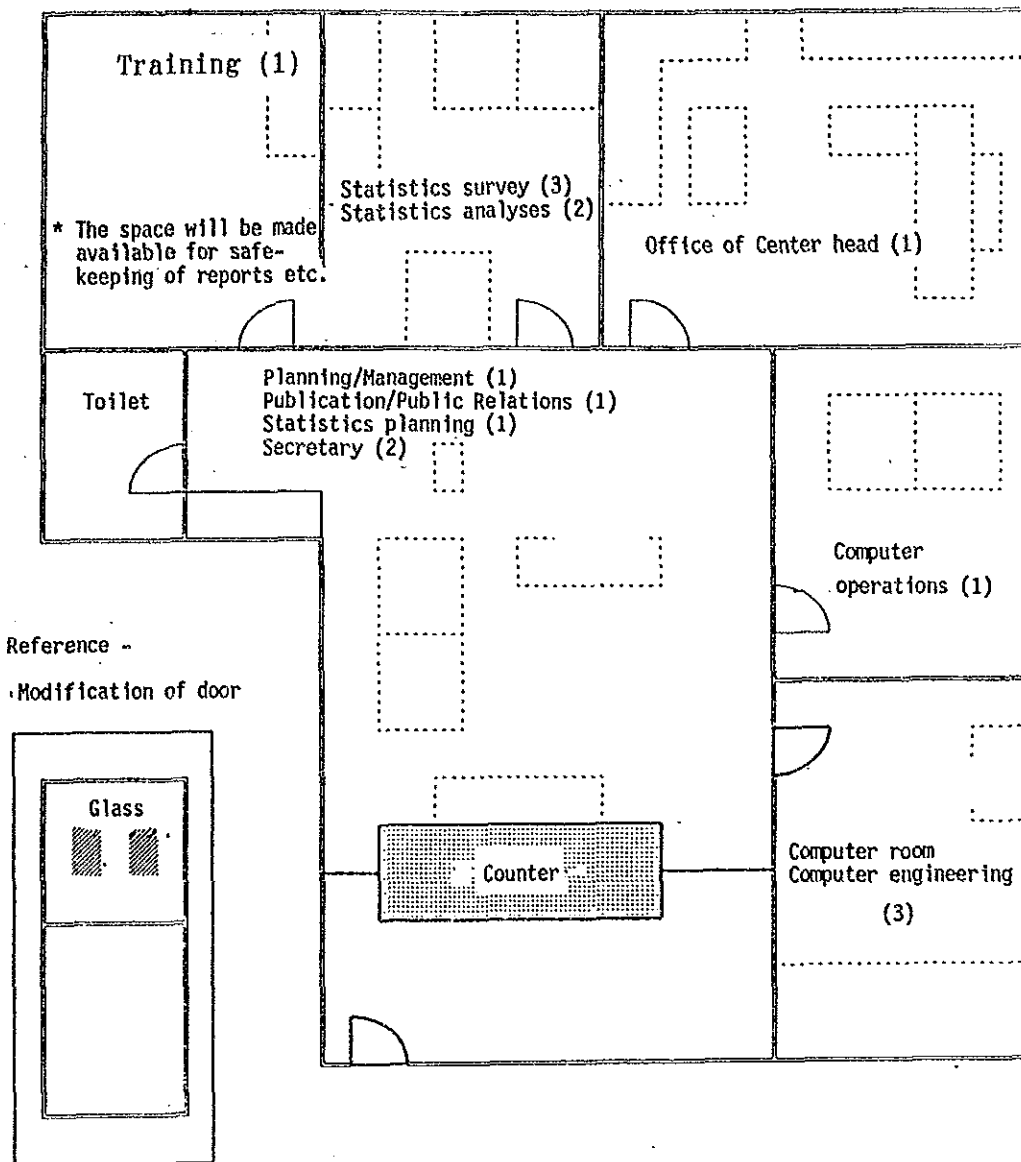 Training (1)
* The space will be made
available for safe-
keeping of reports etc.
Statistics survey (3)
Statistics analyses (2)
Office of Center head (1)
Toilet
Planning/Management (1)
Publication/Public Relations (1)
Statistics planning (1)
Secretary (2)
Computer
operations (1)
Reference -
Modification of door
Glass
Counter
Computer room
Computer engineering
(3)